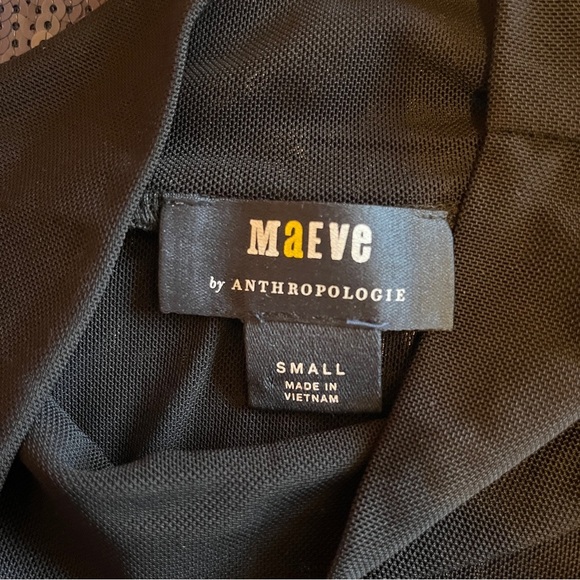 MaEVe
by ANTHROPOLOGIE
SMALL
MADE IN
VIETNAM